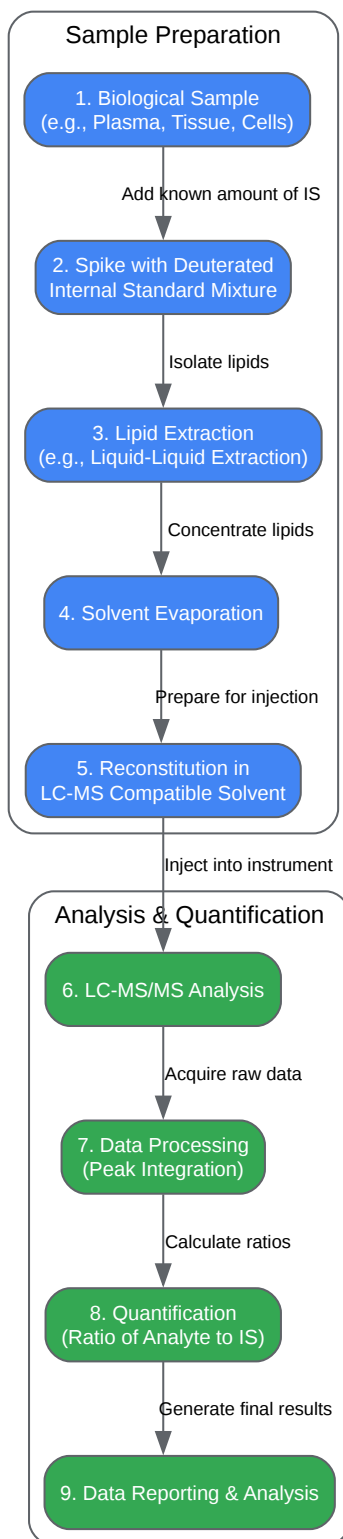 Sample Preparation
1. Biological Sample
(e.g., Plasma, Tissue, Cells)
Add known amount of IS
2. Spike with Deuterated
Internal Standard Mixture
Isolate lipids
3. Lipid Extraction
(e.g., Liquid-Liquid Extraction)
Concentrate lipids
4. Solvent Evaporation
Prepare for injection
5. Reconstitution in
LC-MS Compatible Solvent
Inject into instrument
Analysis & Quantification
6. LC-MS/MS Analysis
Acquire raw data
7. Data Processing
(Peak Integration)
Calculate ratios
8. Quantification
(Ratio of Analyte to IS)
Generate final results
9. Data Reporting & Analysis